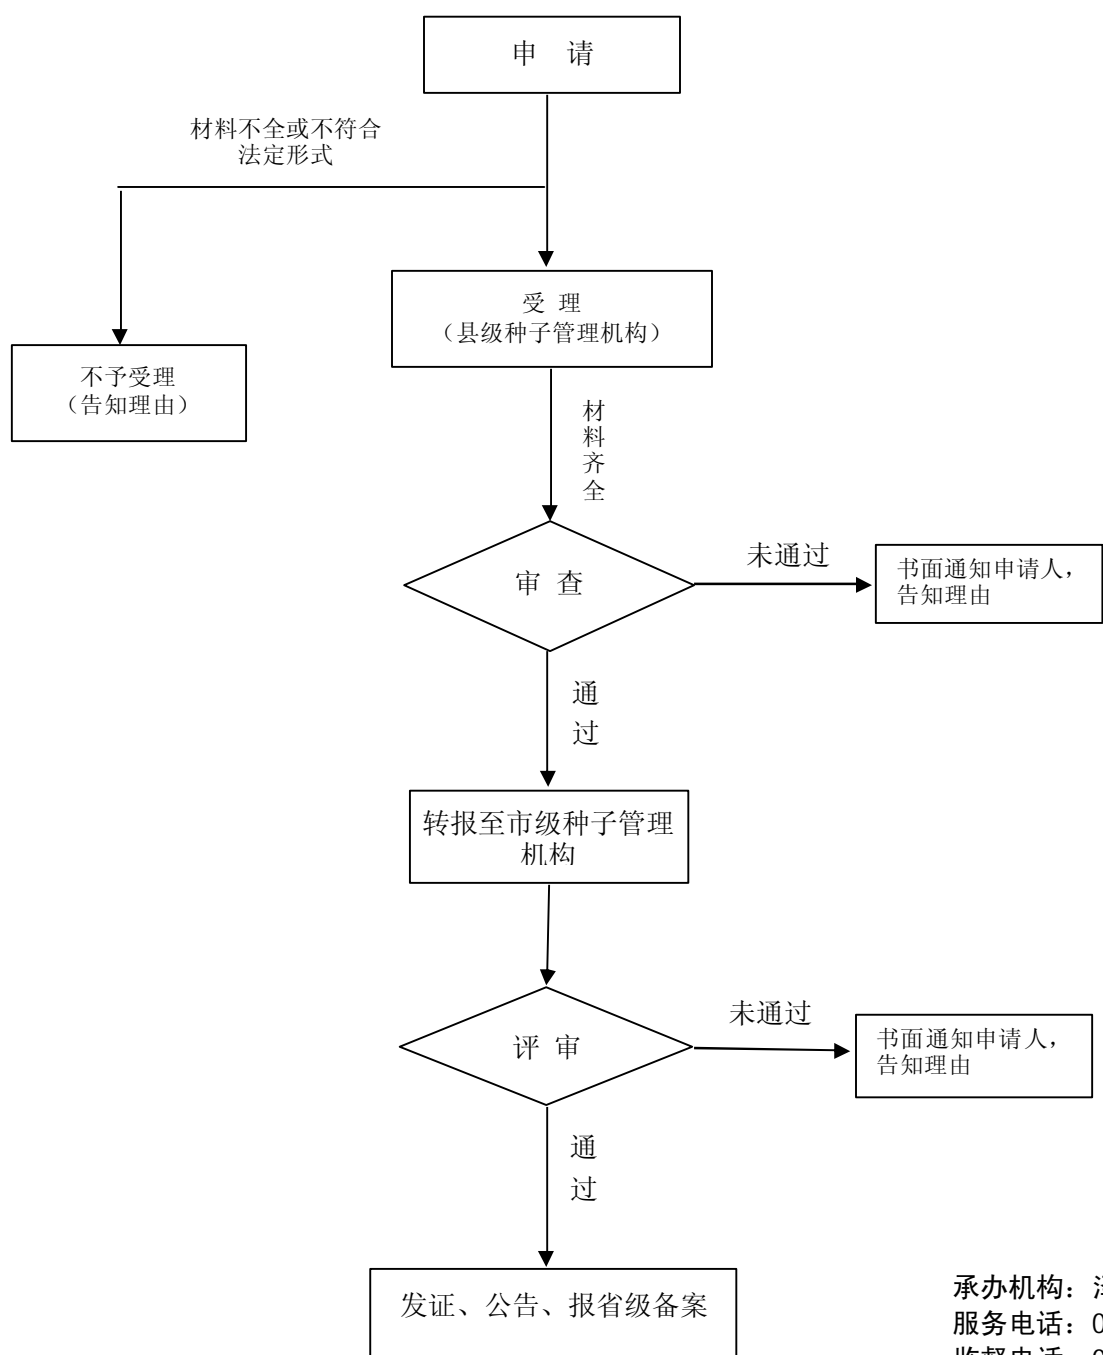 申 请
材料不全或不符合
法定形式
受 理
（县级种子管理机构）
不予受理
（告知理由）
材
料
齐
全
审 查
未通过
书面通知申请人，
告知理由
通
过
转报至市级种子管理
机构
评 审
未通过
书面通知申请人，
告知理由
通
过
发证、公告、报省级备案
承办机构：
服务电话：0
监督电话：